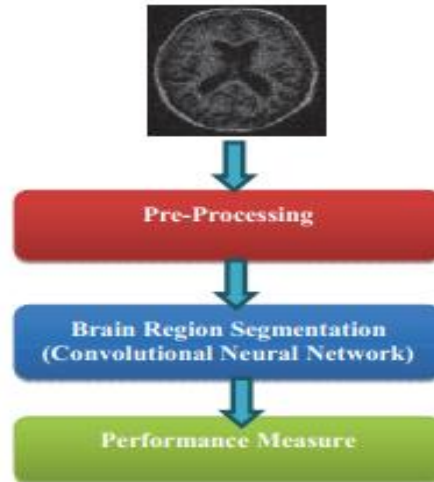 Pre-Processing
Brain Region Segmentation
(Convolutional Neural Network)
Performance Measure